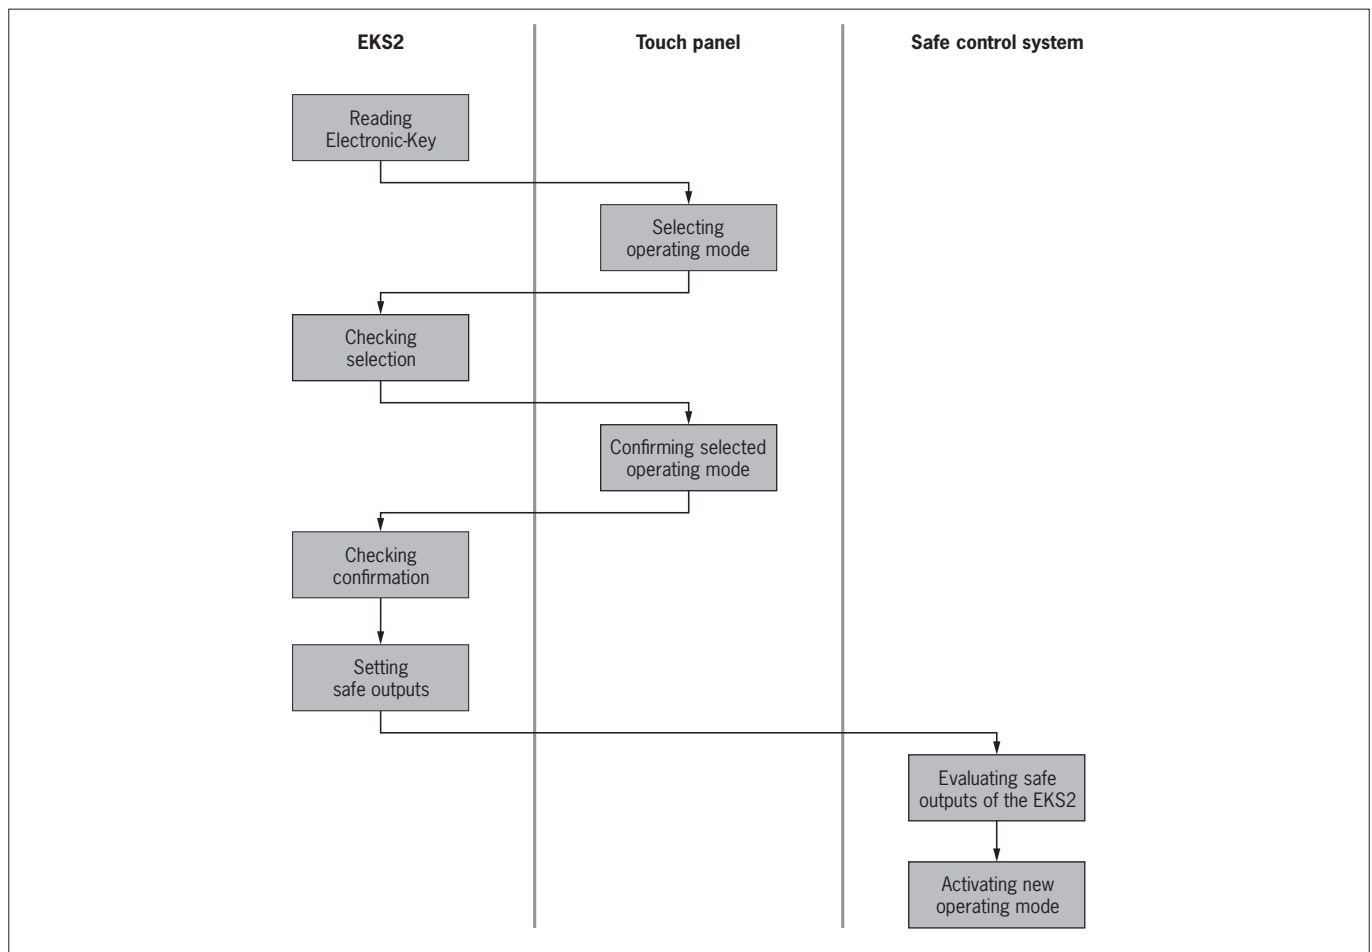 EKS2
Touch panel
Safe control system
Reading
Electronic-Key
Selecting
operating mode
Checking
selection
Confirming selected
operating mode
Checking
confirmation
Setting
safe outputs
Evaluating safe
outputs of the EKS2
Activating new
operating mode